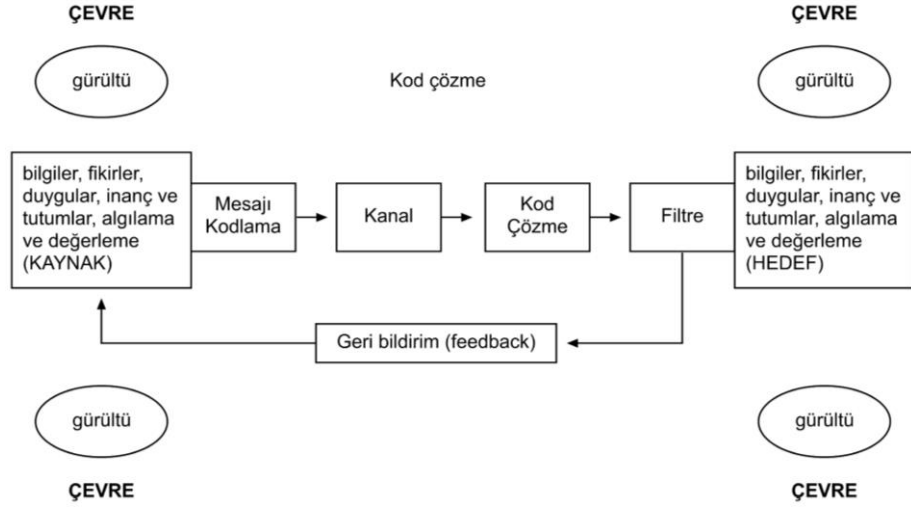 ÇEVRE
ÇEVRE
gürültü
Kod çözme
gürültü
bilgiler, fikirler,
duygular, inanç ve
tutumlar, algılama
ve değerleme
(KAYNAK)
Mesajı
Kodlama
Kanal
Kod
Çözme
Filtre
bilgiler, fikirler,
duygular, inanç ve
tutumlar, algılama
ve değerleme
(HEDEF)
Geri bildirim (feedback)
gürültü
gürültü
ÇEVRE
ÇEVRE